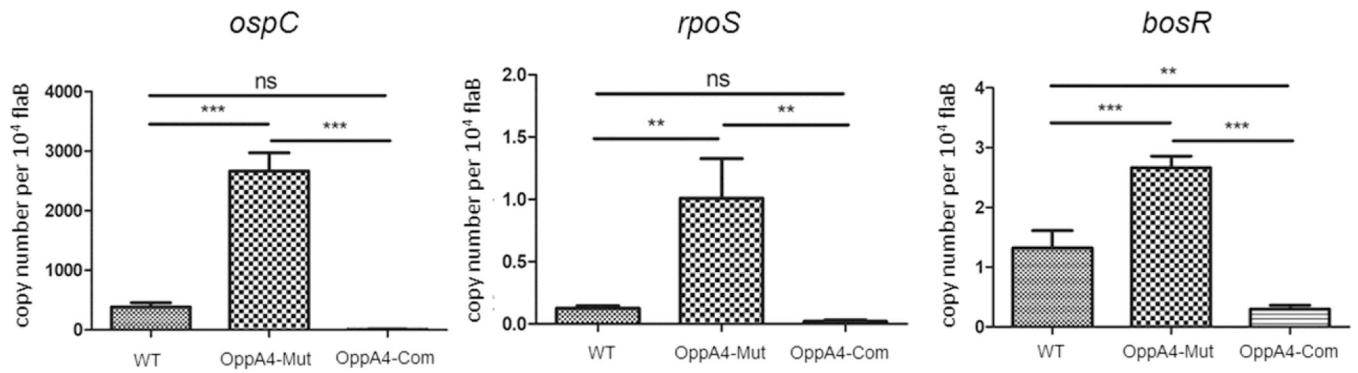 ospC
copy number per 10⁴ flaB
4000
3000
2000
1000
0
ns
***
***
WT OppA4-Mut OppA4-Com
rpoS
copy number per 10⁴ flaB
2.0
1.5
1.0
0.5
0.0
ns
**
**
WT OppA4-Mut OppA4-Com
bosR
copy number per 10⁴ flaB
4
3
2
1
0
**
***
***
WT OppA4-Mut OppA4-Com